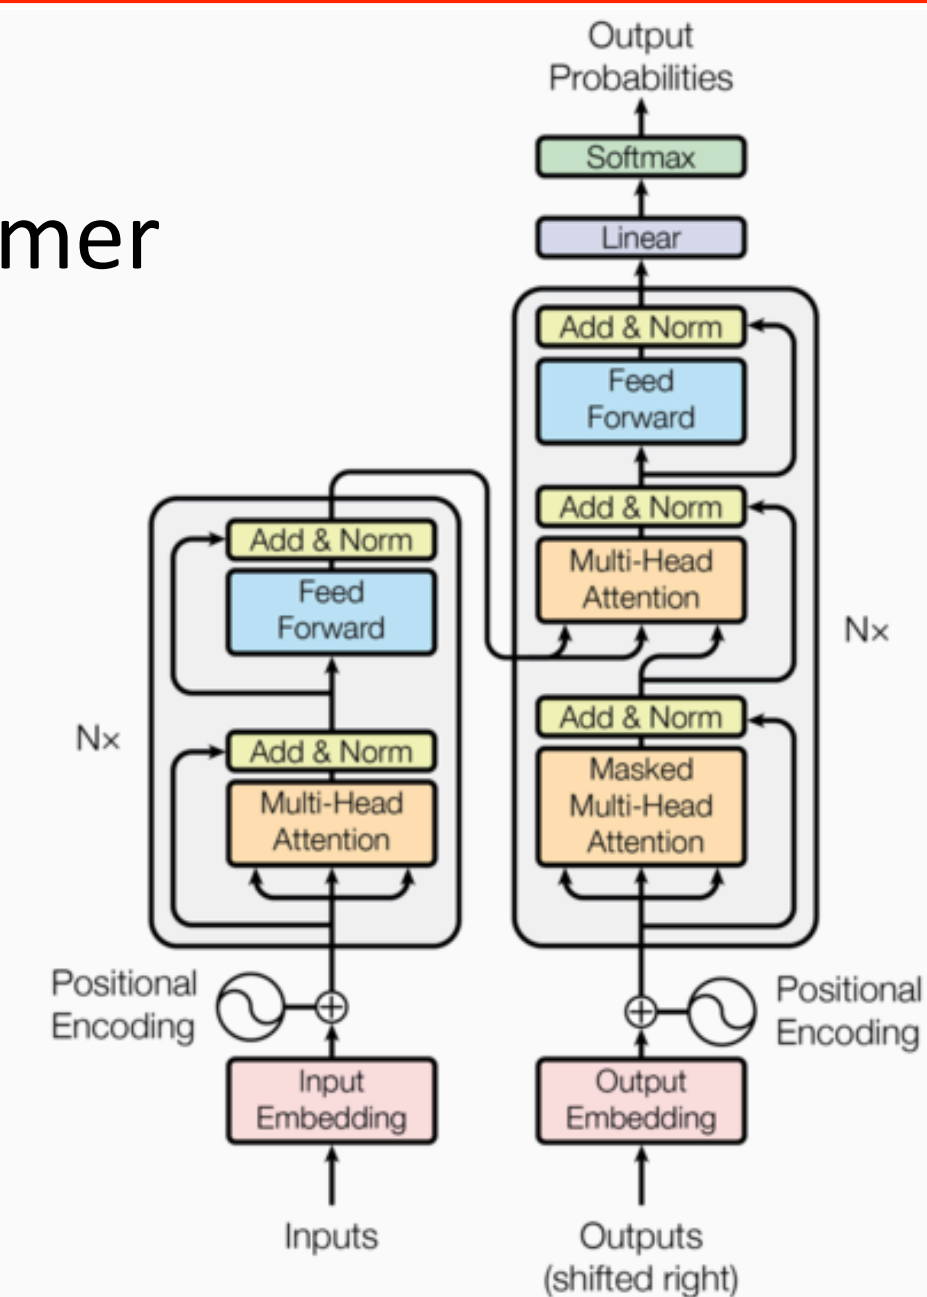 mer
Output
Probabilities
Softmax
Linear
Add & Norm
Feed
Forward
Add & Norm
Multi-Head
Attention
Nx
Add & Norm
Masked
Multi-Head
Attention
Add & Norm
Feed
Forward
Nx
Add & Norm
Multi-Head
Attention
Positional
Encoding
Positional
Encoding
Input
Embedding
Output
Embedding
Inputs
Outputs
(shifted right)